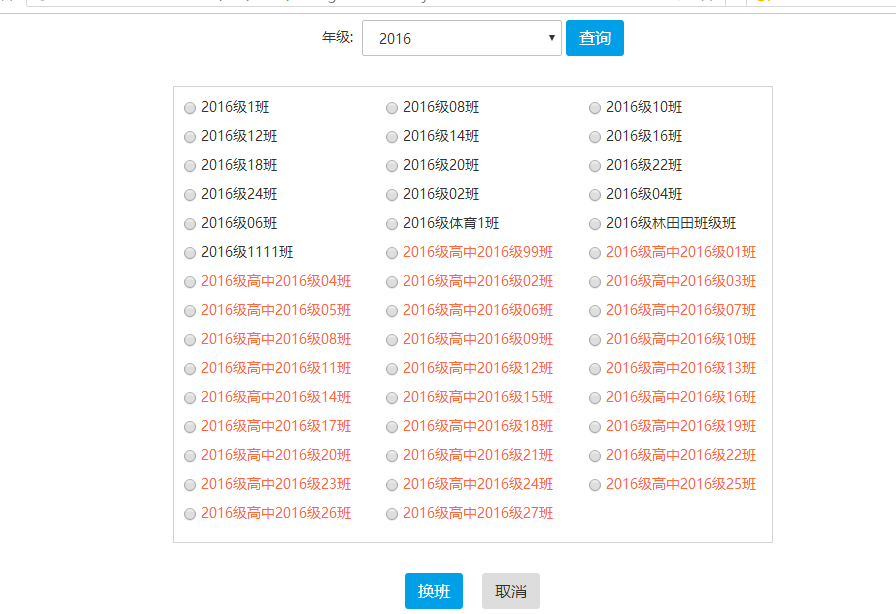 年级: 2016 查询
2016级1班 2016级08班 2016级10班
2016级12班 2016级14班 2016级16班
2016级18班 2016级20班 2016级22班
2016级24班 2016级02班 2016级04班
2016级06班 2016级体育1班 2016级林田田班级班
2016级1111班 2016级高中2016级99班 2016级高中2016级01班
2016级高中2016级04班 2016级高中2016级02班 2016级高中2016级03班
2016级高中2016级05班 2016级高中2016级06班 2016级高中2016级07班
2016级高中2016级08班 2016级高中2016级09班 2016级高中2016级10班
2016级高中2016级11班 2016级高中2016级12班 2016级高中2016级13班
2016级高中2016级14班 2016级高中2016级15班 2016级高中2016级16班
2016级高中2016级17班 2016级高中2016级18班 2016级高中2016级19班
2016级高中2016级20班 2016级高中2016级21班 2016级高中2016级22班
2016级高中2016级23班 2016级高中2016级24班 2016级高中2016级25班
2016级高中2016级26班 2016级高中2016级27班
换班 取消